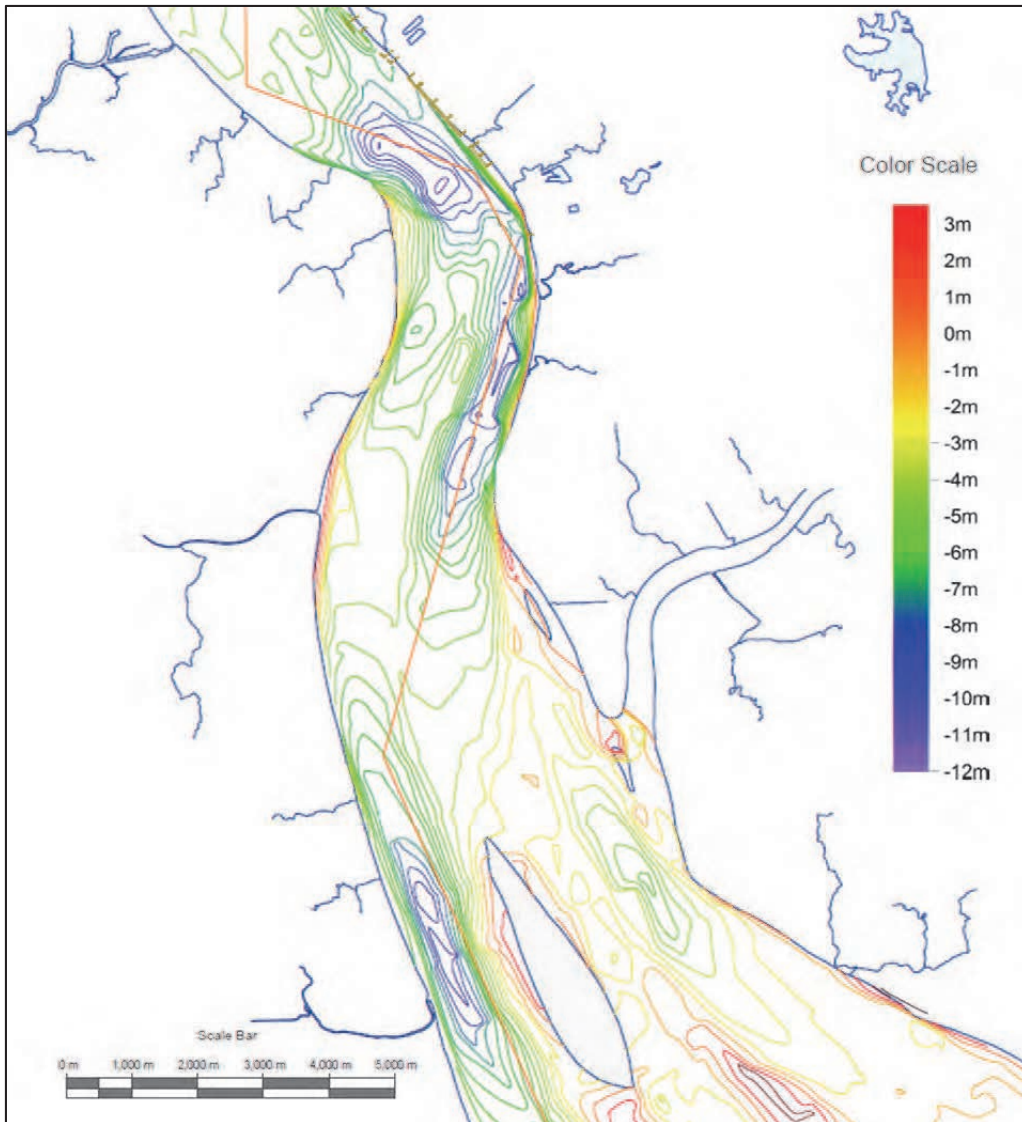 Color Scale
3m
2m
1m
0m
-1m
-2m
-3m
-4m
-5m
-6m
-7m
-8m
-9m
-10m
-11m
-12m
Scale Bar
0 m 1,000 m 2,000 m 3,000 m 4,000 m 5,000 m